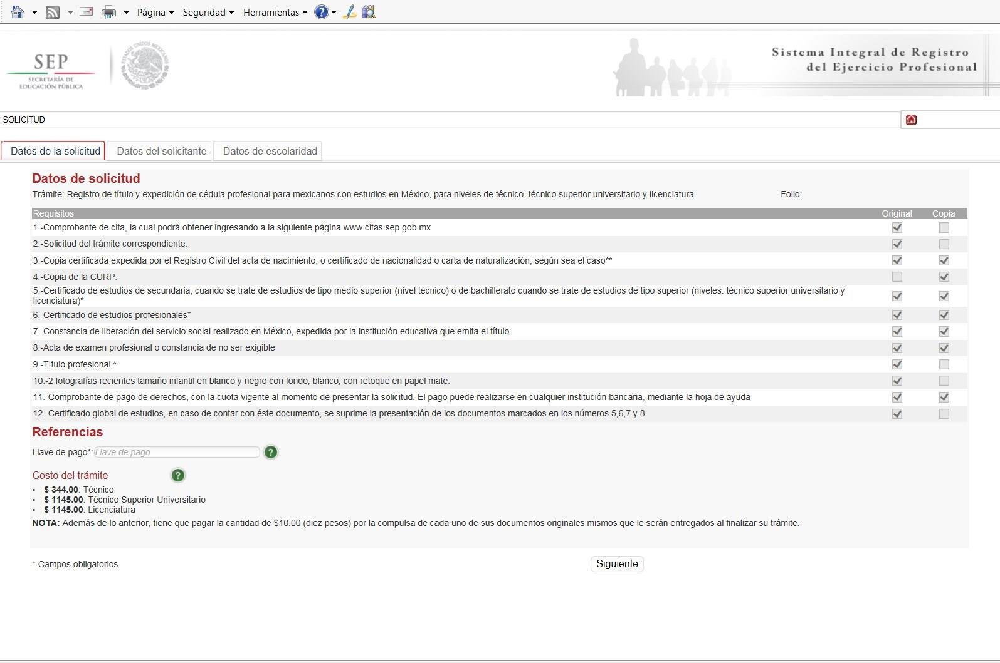 Página Seguridad Herramientas
SEP
SECRETARÍA DE
EDUCACIÓN PÚBLICA
ESTADOS UNIDOS MEXICANOS
Sistema Integral de Registro
del Ejercicio Profesional
SOLICITUD
Datos de la solicitud Datos del solicitante Datos de escolaridad
Datos de solicitud
Trámite: Registro de título y expedición de cédula profesional para mexicanos con estudios en México, para niveles de técnico, técnico superior universitario y licenciatura Folio:
Requisitos Original Copia
1.-Comprobante de cita, la cual podrá obtener ingresando a la siguiente página www.citas.sep.gob.mx
2.-Solicitud del trámite correspondiente.
3.-Copia certificada expedida por el Registro Civil del acta de nacimiento, o certificado de nacionalidad o carta de naturalización, según sea el caso**
4.-Copia de la CURP.
5.-Certificado de estudios de secundaria, cuando se trate de estudios de tipo medio superior (nivel técnico) o de bachillerato cuando se trate de estudios de tipo superior (niveles: técnico superior universitario y
licenciatura)*
6.-Certificado de estudios profesionales*
7.-Constancia de liberación del servicio social realizado en México, expedida por la institución educativa que emita el título
8.-Acta de examen profesional o constancia de no ser exigible
9.-Título profesional.*
10.-2 fotografías recientes tamaño infantil en blanco y negro con fondo, blanco, con retoque en papel mate.
11.-Comprobante de pago de derechos, con la cuota vigente al momento de presentar la solicitud. El pago puede realizarse en cualquier institución bancaria, mediante la hoja de ayuda
12.-Certificado global de estudios, en caso de contar con éste documento, se suprime la presentación de los documentos marcados en los números 5,6,7 y 8
Referencias
Llave de pago*: Llave de pago ?
Costo del trámite ?
• $ 344.00: Técnico
• $ 1145.00: Técnico Superior Universitario
• $ 1145.00: Licenciatura
NOTA: Además de lo anterior, tiene que pagar la cantidad de $10.00 (diez pesos) por la compulsa de cada uno de sus documentos originales mismos que le serán entregados al finalizar su trámite.
* Campos obligatorios Siguiente